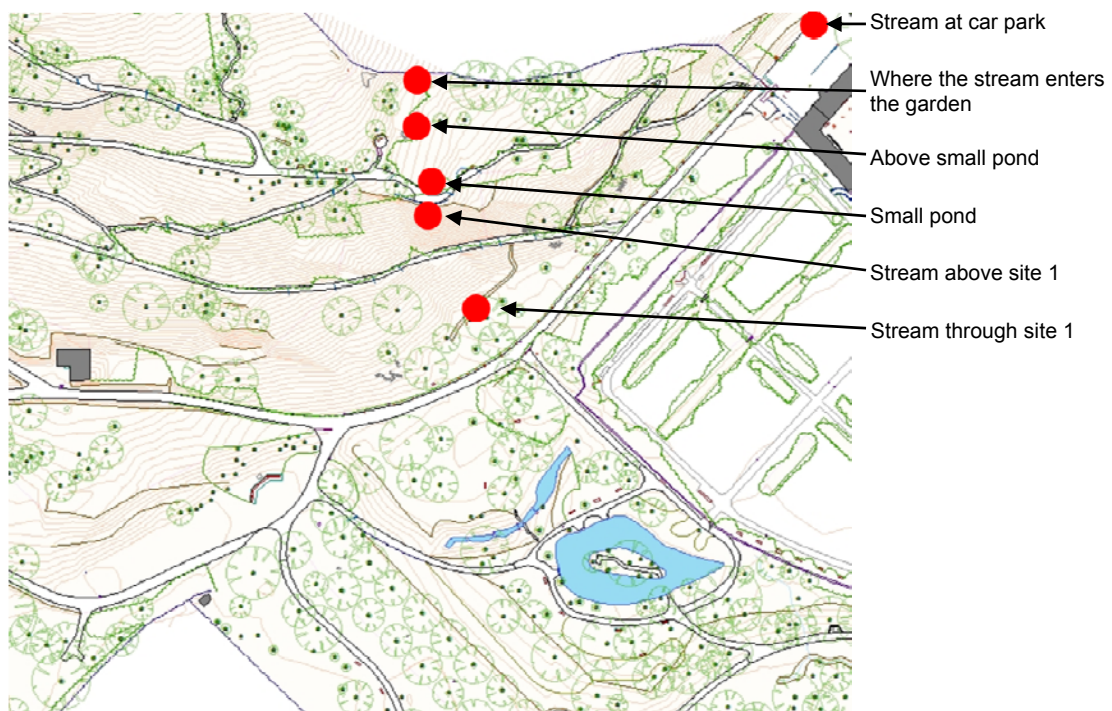 Stream at car park
Where the stream enters
the garden
Above small pond
Small pond
Stream above site 1
Stream through site 1